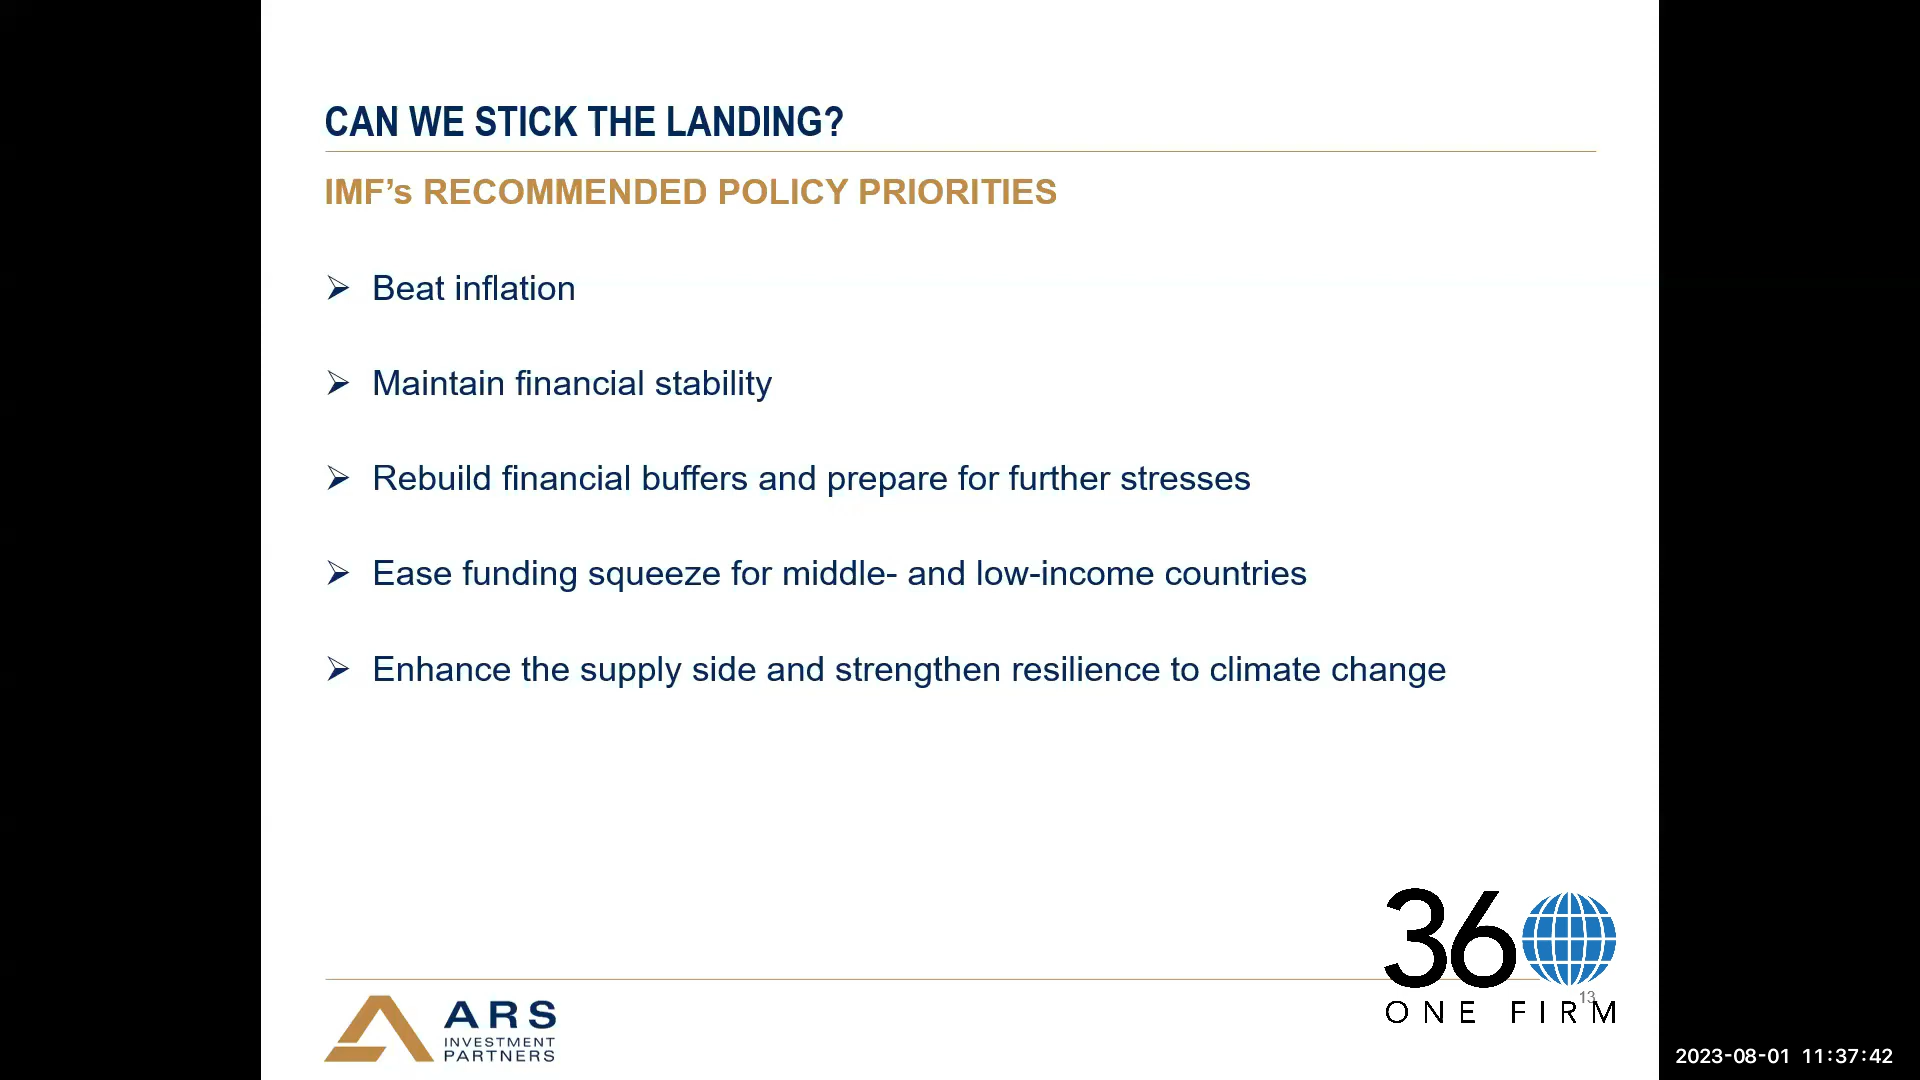 CAN WE STICK THE LANDING?
IMF’s RECOMMENDED POLICY PRIORITIES
➢ Beat inflation
➢ Maintain financial stability
➢ Rebuild financial buffers and prepare for further stresses
➢ Ease funding squeeze for middle- and low-income countries
➢ Enhance the supply side and strengthen resilience to climate change
ARS
INVESTMENT
PARTNERS
360
13
ONE FIRM
2023-08-01 11:37:42